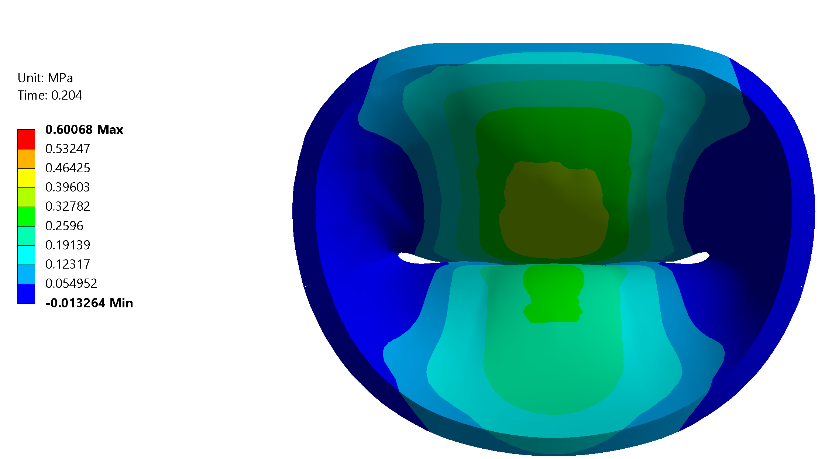 Unit: MPa
Time: 0.204
0.60068 Max
0.53247
0.46425
0.39603
0.32782
0.2596
0.19139
0.12317
0.054952
-0.013264 Min